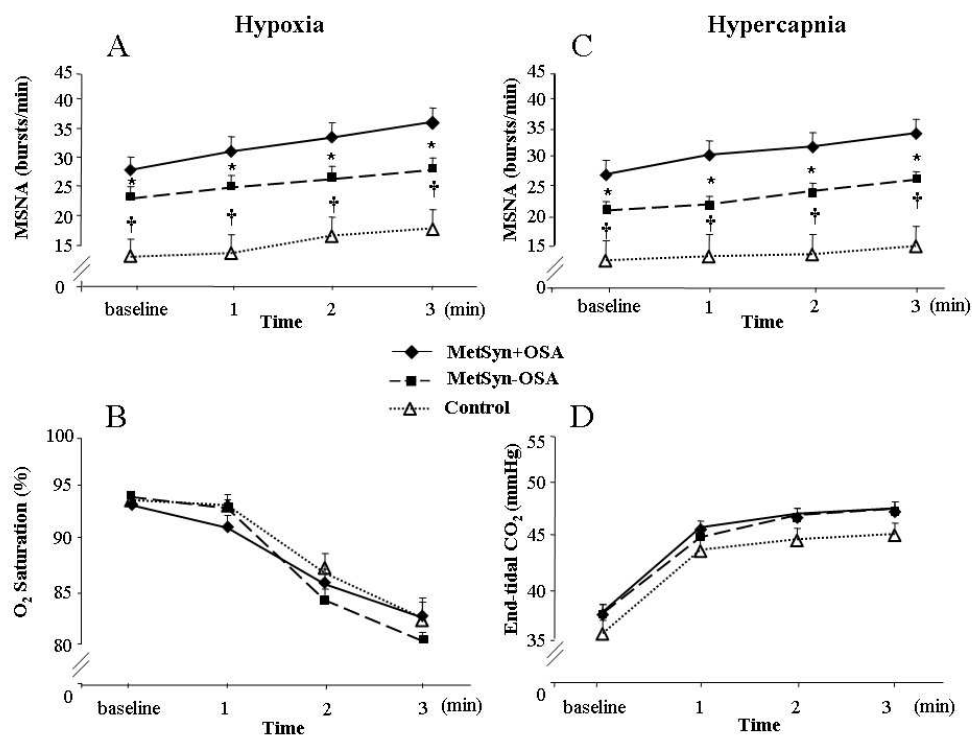 Hypoxia
Hypercapnia
A
C
MSNA (bursts/min)
45
40
35
30
25
20
15
0
* * * *
† † † †
baseline 1 2 3 (min)
Time
MSNA (bursts/min)
45
40
35
30
25
20
15
0
* * * *
† † † †
baseline 1 2 3 (min)
Time
MetSyn+OSA
MetSyn-OSA
Control
B
D
O2 Saturation (%)
100
95
90
85
80
0
baseline 1 2 3 (min)
Time
End-tidal CO2 (mmHg)
55
50
45
40
35
0
baseline 1 2 3 (min)
Time